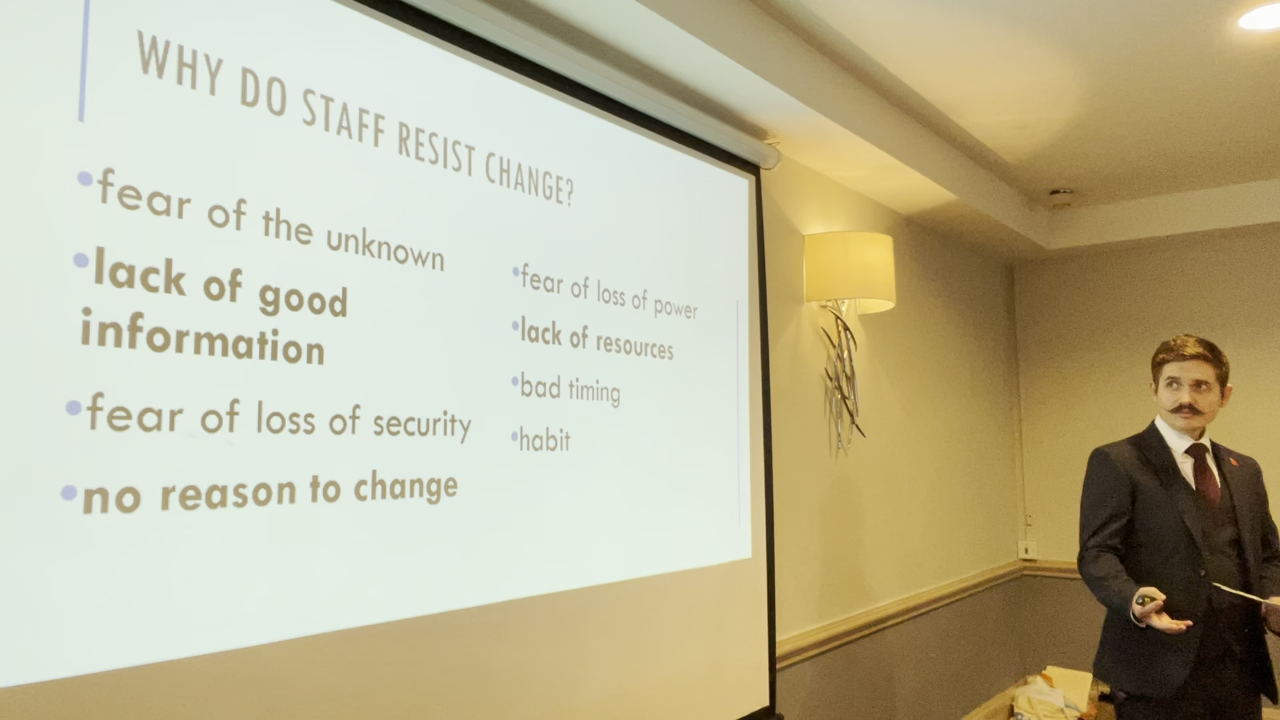 WHY DO STAFF RESIST CHANGE?
•fear of the unknown
•lack of good
information
•fear of loss of security
•no reason to change
•fear of loss of power
•lack of resources
•bad timing
•habit